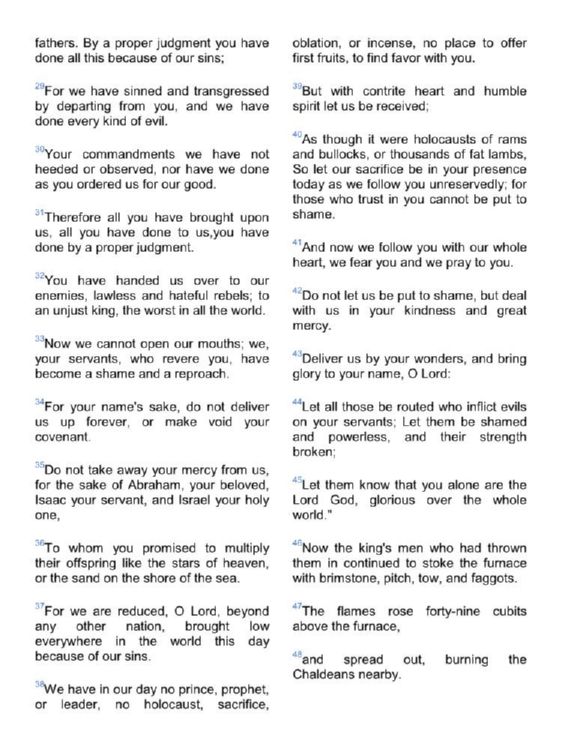 fathers. By a proper judgment you have
done all this because of our sins;
29For we have sinned and transgressed
by departing from you, and we have
done every kind of evil.
30Your commandments we have not
heeded or observed, nor have we done
as you ordered us for our good.
31Therefore all you have brought upon
us, all you have done to us,you have
done by a proper judgment.
32You have handed us over to our
enemies, lawless and hateful rebels; to
an unjust king, the worst in all the world.
33Now we cannot open our mouths; we,
your servants, who revere you, have
become a shame and a reproach.
34For your name's sake, do not deliver
us up forever, or make void your
covenant.
35Do not take away your mercy from us,
for the sake of Abraham, your beloved,
Isaac your servant, and Israel your holy
one,
36To whom you promised to multiply
their offspring like the stars of heaven,
or the sand on the shore of the sea.
37For we are reduced, O Lord, beyond
any other nation, brought low
everywhere in the world this day
because of our sins.
38We have in our day no prince, prophet,
or leader, no holocaust, sacrifice,
oblation, or incense, no place to offer
first fruits, to find favor with you.
39But with contrite heart and humble
spirit let us be received;
40As though it were holocausts of rams
and bullocks, or thousands of fat lambs,
So let our sacrifice be in your presence
today as we follow you unreservedly; for
those who trust in you cannot be put to
shame.
41And now we follow you with our whole
heart, we fear you and we pray to you.
42Do not let us be put to shame, but deal
with us in your kindness and great
mercy.
43Deliver us by your wonders, and bring
glory to your name, O Lord:
44Let all those be routed who inflict evils
on your servants; Let them be shamed
and powerless, and their strength
broken;
45Let them know that you alone are the
Lord God, glorious over the whole
world."
46Now the king's men who had thrown
them in continued to stoke the furnace
with brimstone, pitch, tow, and faggots.
47The flames rose forty-nine cubits
above the furnace,
48and spread out, burning the
Chaldeans nearby.